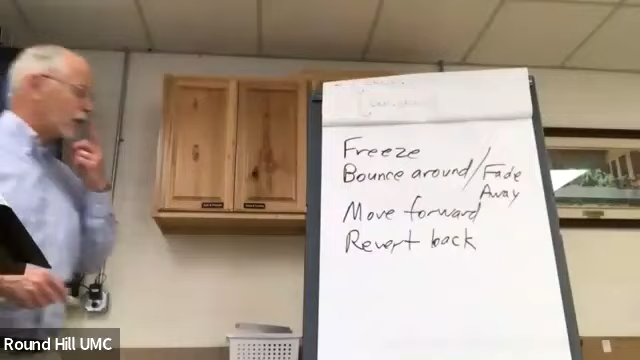 Freeze
Bounce around/Fade
Away
Move forward
Revert back
Round Hill UMC